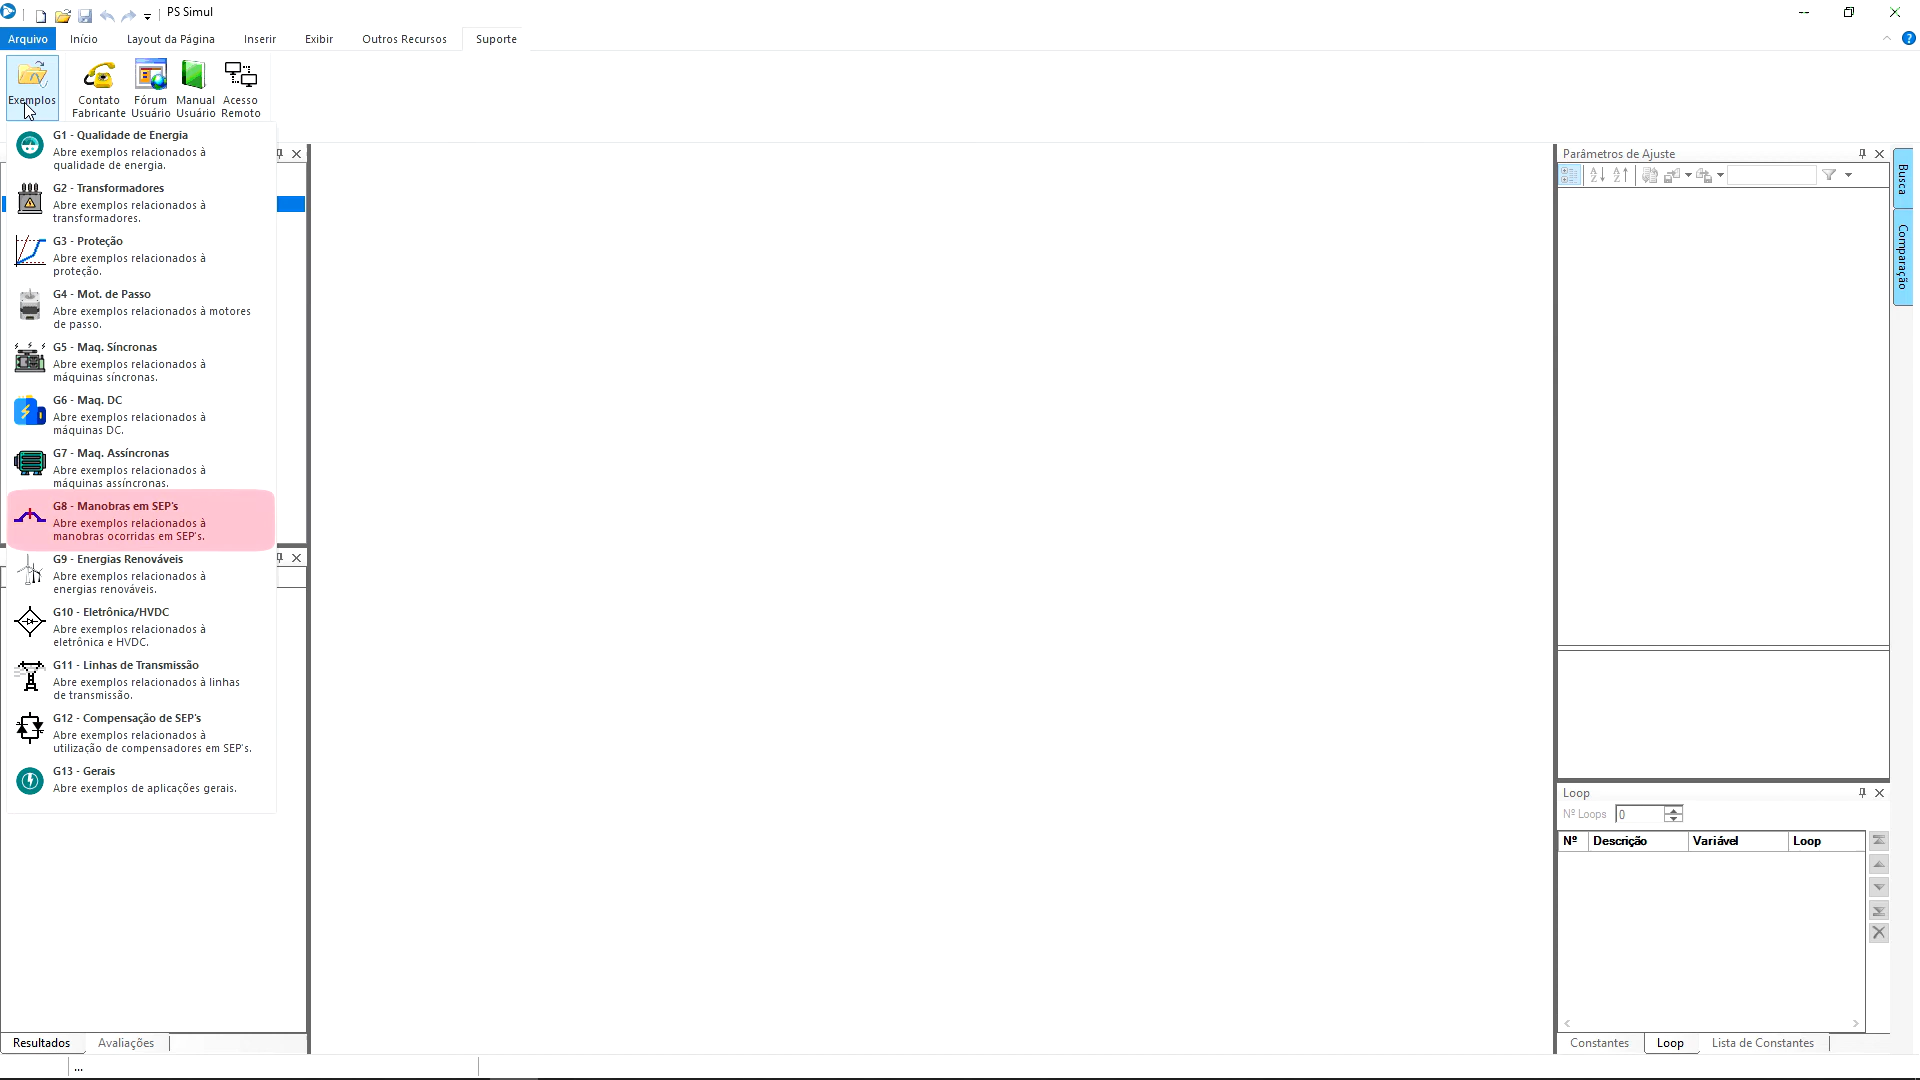 PS Simul
Arquivo Início Layout da Página Inserir Exibir Outros Recursos Suporte
?
Exemplos
Contato Fabricante
Fórum Usuário
Manual Usuário
Acesso Remoto
G1 - Qualidade de Energia
Abre exemplos relacionados à
qualidade de energia.
G2 - Transformadores
Abre exemplos relacionados à
transformadores.
G3 - Proteção
Abre exemplos relacionados à
proteção.
G4 - Mot. de Passo
Abre exemplos relacionados à motores
de passo.
G5 - Maq. Síncronas
Abre exemplos relacionados à
máquinas síncronas.
G6 - Maq. DC
Abre exemplos relacionados à
máquinas DC.
G7 - Maq. Assíncronas
Abre exemplos relacionados à
máquinas assíncronas.
G8 - Manobras em SEP's
Abre exemplos relacionados à
manobras ocorridas em SEP's.
G9 - Energias Renováveis
Abre exemplos relacionados à
energias renováveis.
G10 - Eletrônica/HVDC
Abre exemplos relacionados à
eletrônica e HVDC.
G11 - Linhas de Transmissão
Abre exemplos relacionados à linhas
de transmissão.
G12 - Compensação de SEP's
Abre exemplos relacionados à
utilização de compensadores em SEP's.
G13 - Gerais
Abre exemplos de aplicações gerais.
Resultados Avaliações
...
Parâmetros de Ajuste
Busca
Comparação
Loop
Nº Loops 0
Nº Descrição Variável Loop
Constantes Loop Lista de Constantes